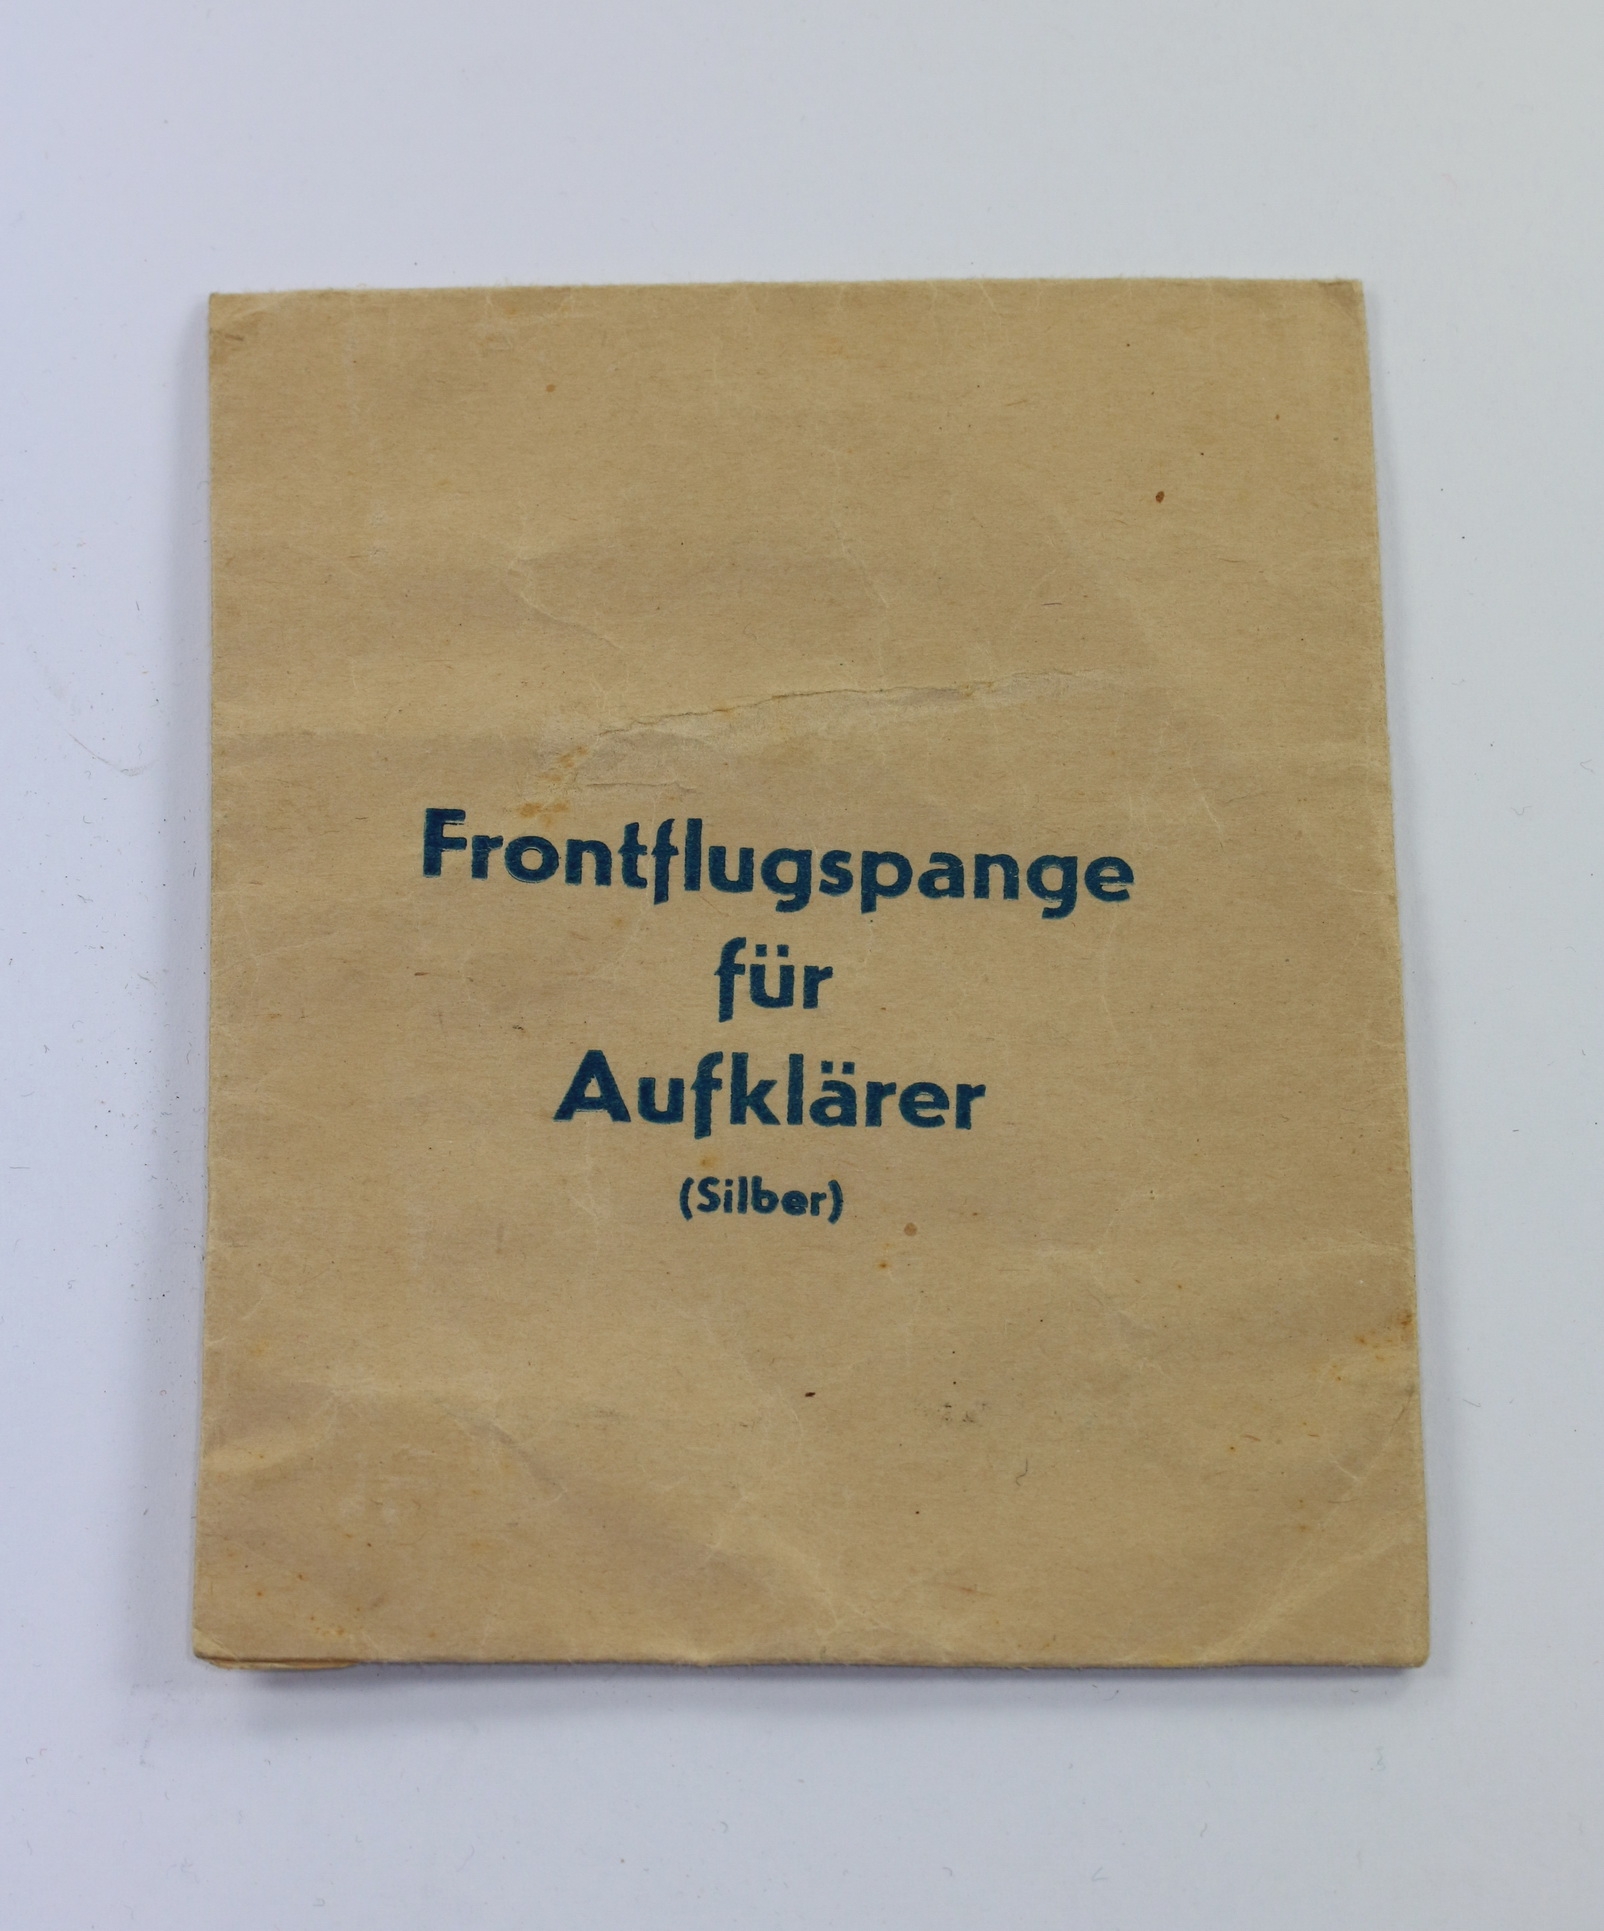 Frontflugspange
für
Aufklärer
(Silber)